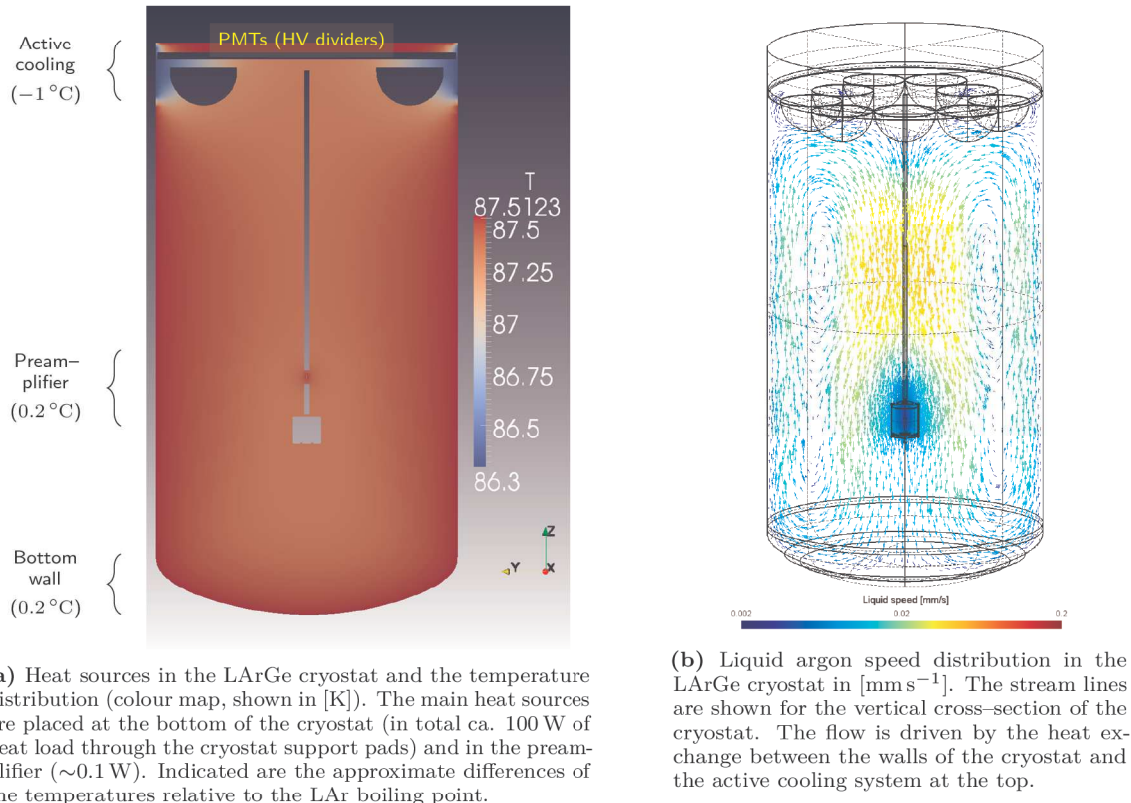 Active
cooling
(−1 °C)
PMTs (HV dividers)
T
87.5123
87.5
87.25
87
86.75
86.5
86.3
Pream–
plifier
(0.2 °C)
Bottom
wall
(0.2 °C)
Z
Y
X
Heat sources in the LArGe cryostat and the temperature
distribution (colour map, shown in [K]). The main heat sources
are placed at the bottom of the cryostat (in total ca. 100 W of
heat load through the cryostat support pads) and in the pream-
plifier (∼0.1 W). Indicated are the approximate differences of
the temperatures relative to the LAr boiling point.
Liquid speed [mm/s]
0.002 0.02 0.2
(b) Liquid argon speed distribution in the
LArGe cryostat in [mm s⁻¹]. The stream lines
are shown for the vertical cross–section of the
cryostat. The flow is driven by the heat ex-
change between the walls of the cryostat and
the active cooling system at the top.